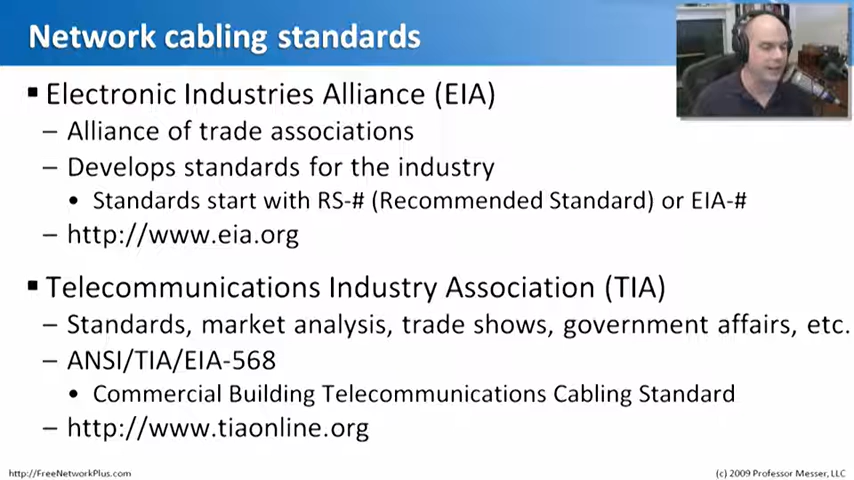 Network cabling standards
▪ Electronic Industries Alliance (EIA)
– Alliance of trade associations
– Develops standards for the industry
• Standards start with RS-# (Recommended Standard) or EIA-#
– http://www.eia.org
▪ Telecommunications Industry Association (TIA)
– Standards, market analysis, trade shows, government affairs, etc.
– ANSI/TIA/EIA-568
• Commercial Building Telecommunications Cabling Standard
– http://www.tiaonline.org
http://FreeNetworkPlus.com
(c) 2009 Professor Messer, LLC